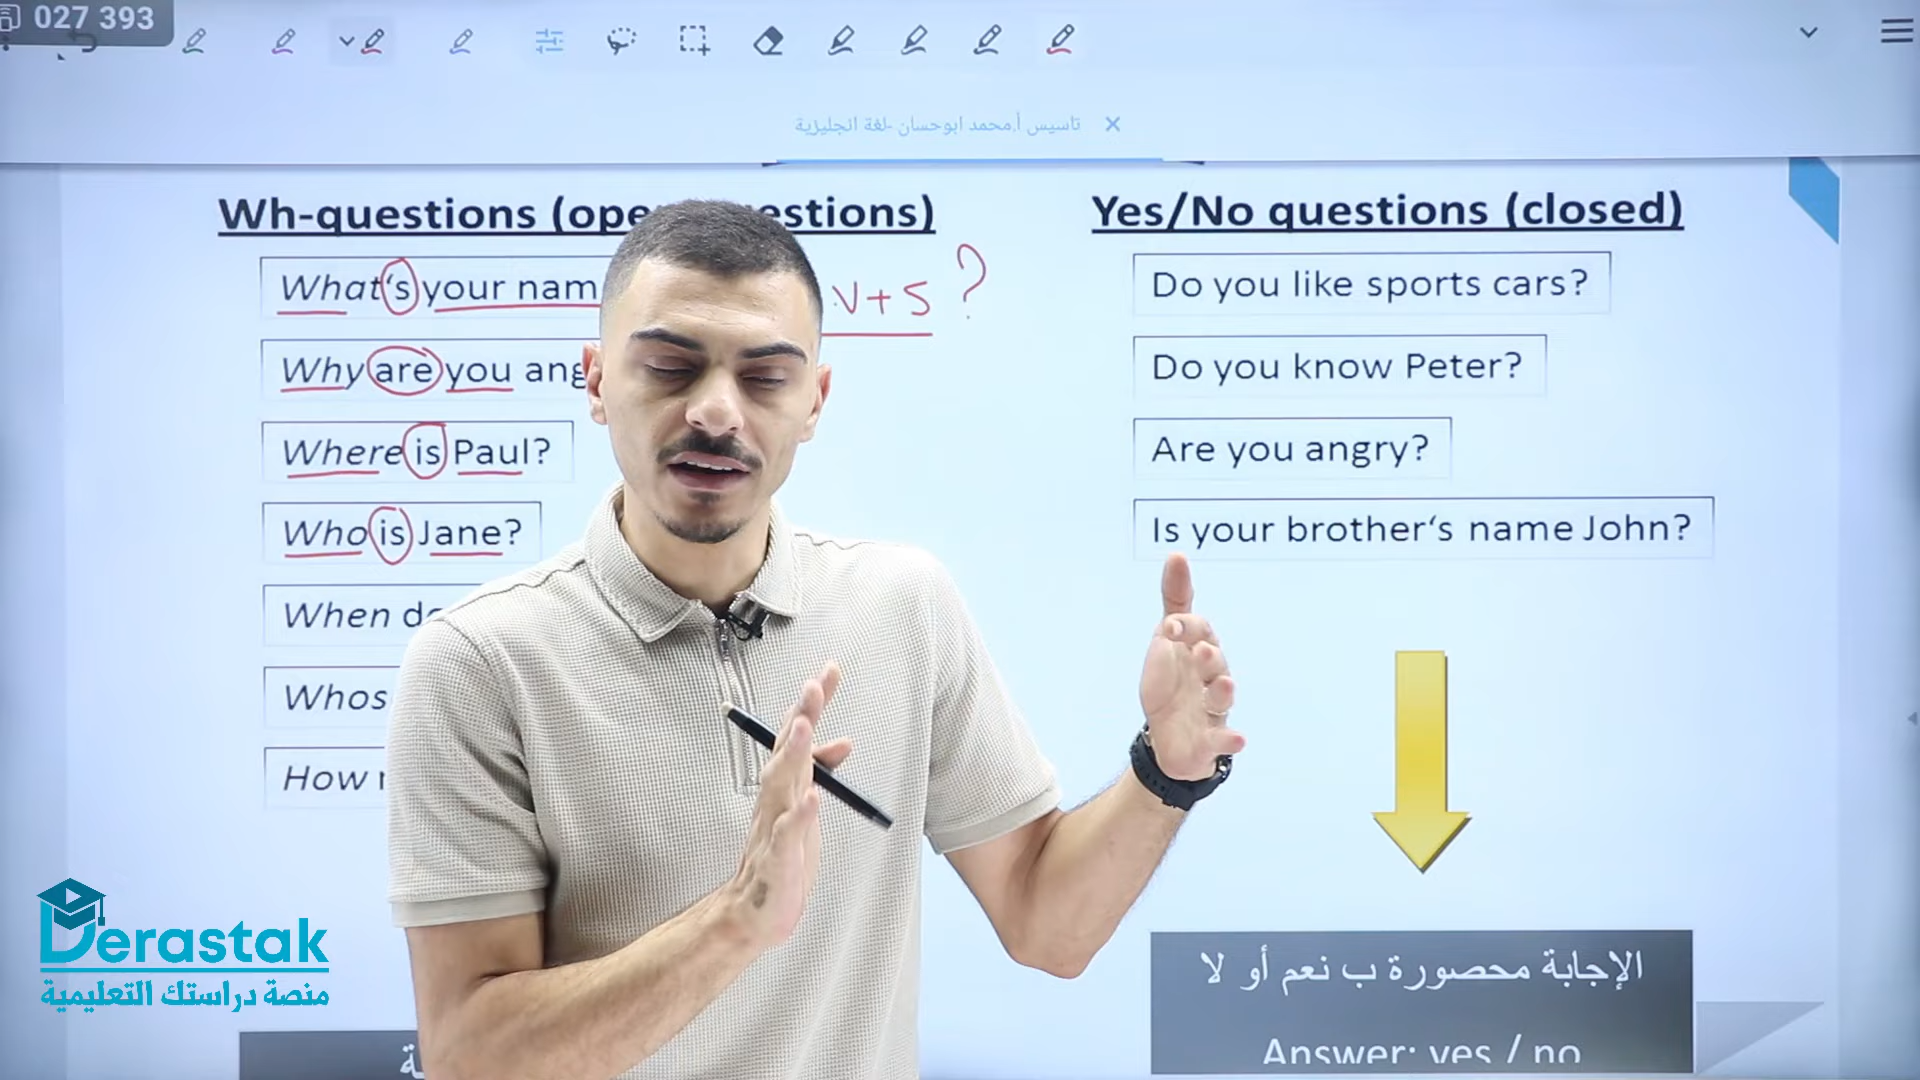 027 393
تاسيس أ.محمد ابوحسان -لغة انجليزية
Wh-questions (ope estions)
What's your nam
v+s ?
Why are you ang
Where is Paul?
Who is Jane?
When do
Whos
How
Yes/No questions (closed)
Do you like sports cars?
Do you know Peter?
Are you angry?
Is your brother's name John?
الإجابة محصورة ب نعم أو لا
Answer: yes / no
Derastak
منصة دراستك التعليمية